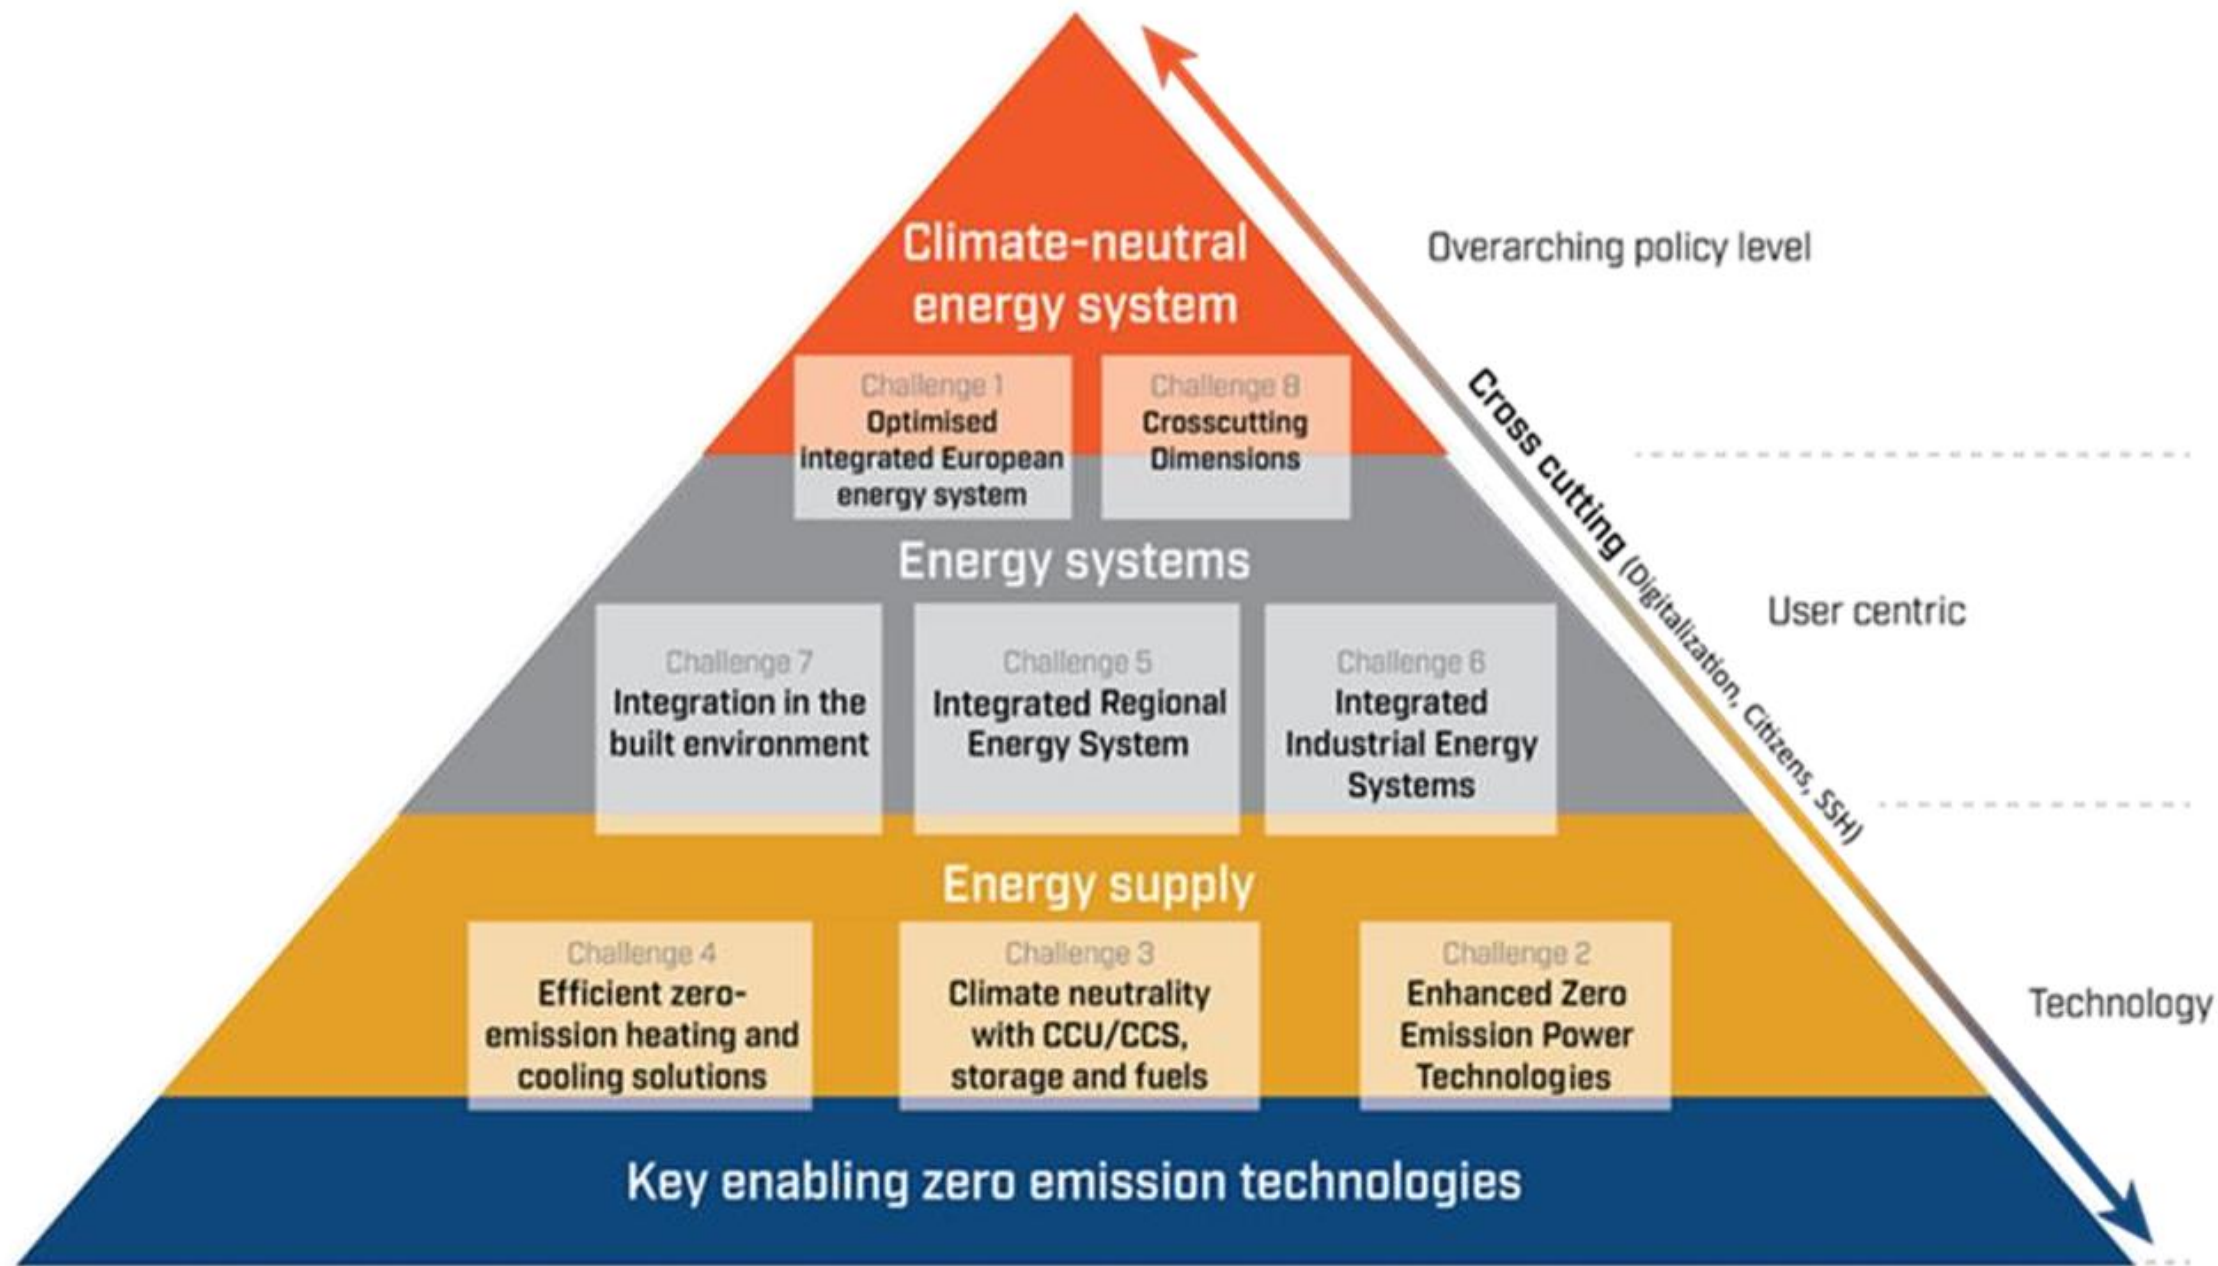 Climate-neutral
energy system
Overarching policy level
Challenge 1
Optimised
integrated European
energy system
Challenge 8
Crosscutting
Dimensions
Cross cutting (Digitalization, Citizens, SSH)
Energy systems
User centric
Challenge 7
Integration in the
built environment
Challenge 5
Integrated Regional
Energy System
Challenge 6
Integrated
Industrial Energy
Systems
Energy supply
Challenge 4
Efficient zero-
emission heating and
cooling solutions
Challenge 3
Climate neutrality
with CCU/CCS,
storage and fuels
Challenge 2
Enhanced Zero
Emission Power
Technologies
Technology
Key enabling zero emission technologies